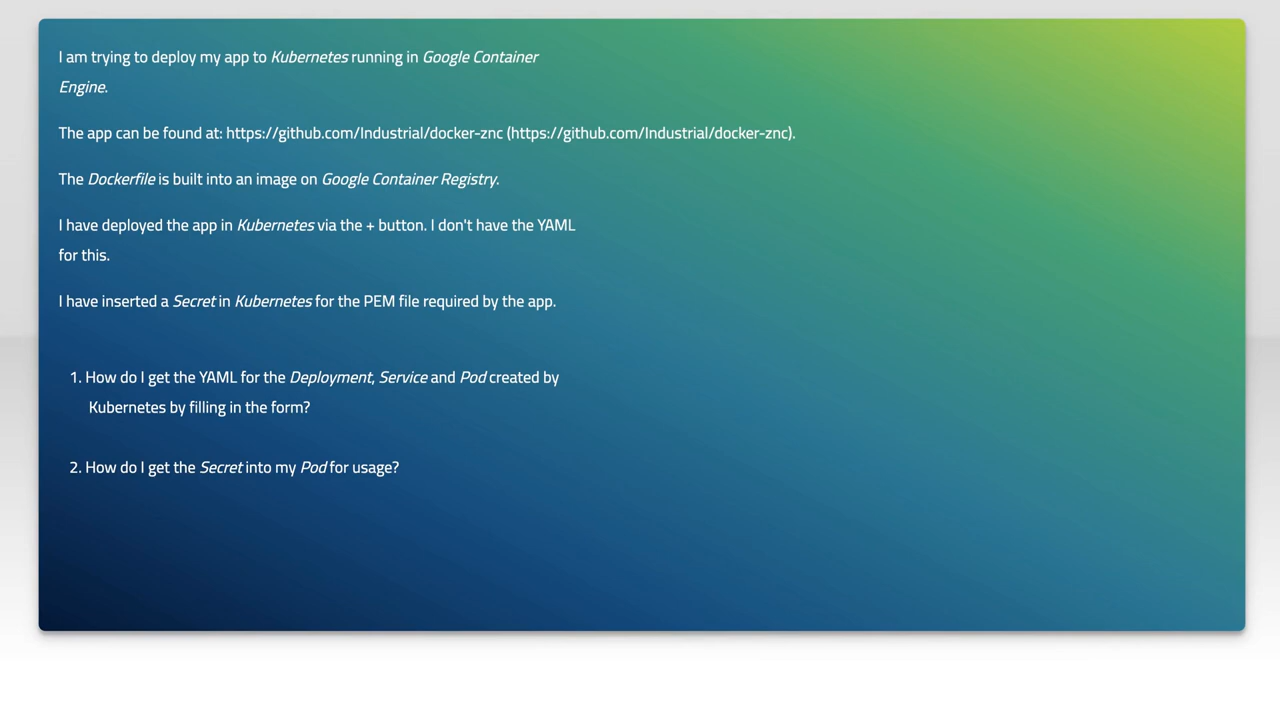 I am trying to deploy my app to Kubernetes running in Google Container
Engine.
The app can be found at: https://github.com/Industrial/docker-znc (https://github.com/Industrial/docker-znc).
The Dockerfile is built into an image on Google Container Registry.
I have deployed the app in Kubernetes via the + button. I don't have the YAML
for this.
I have inserted a Secret in Kubernetes for the PEM file required by the app.
1. How do I get the YAML for the Deployment, Service and Pod created by
Kubernetes by filling in the form?
2. How do I get the Secret into my Pod for usage?